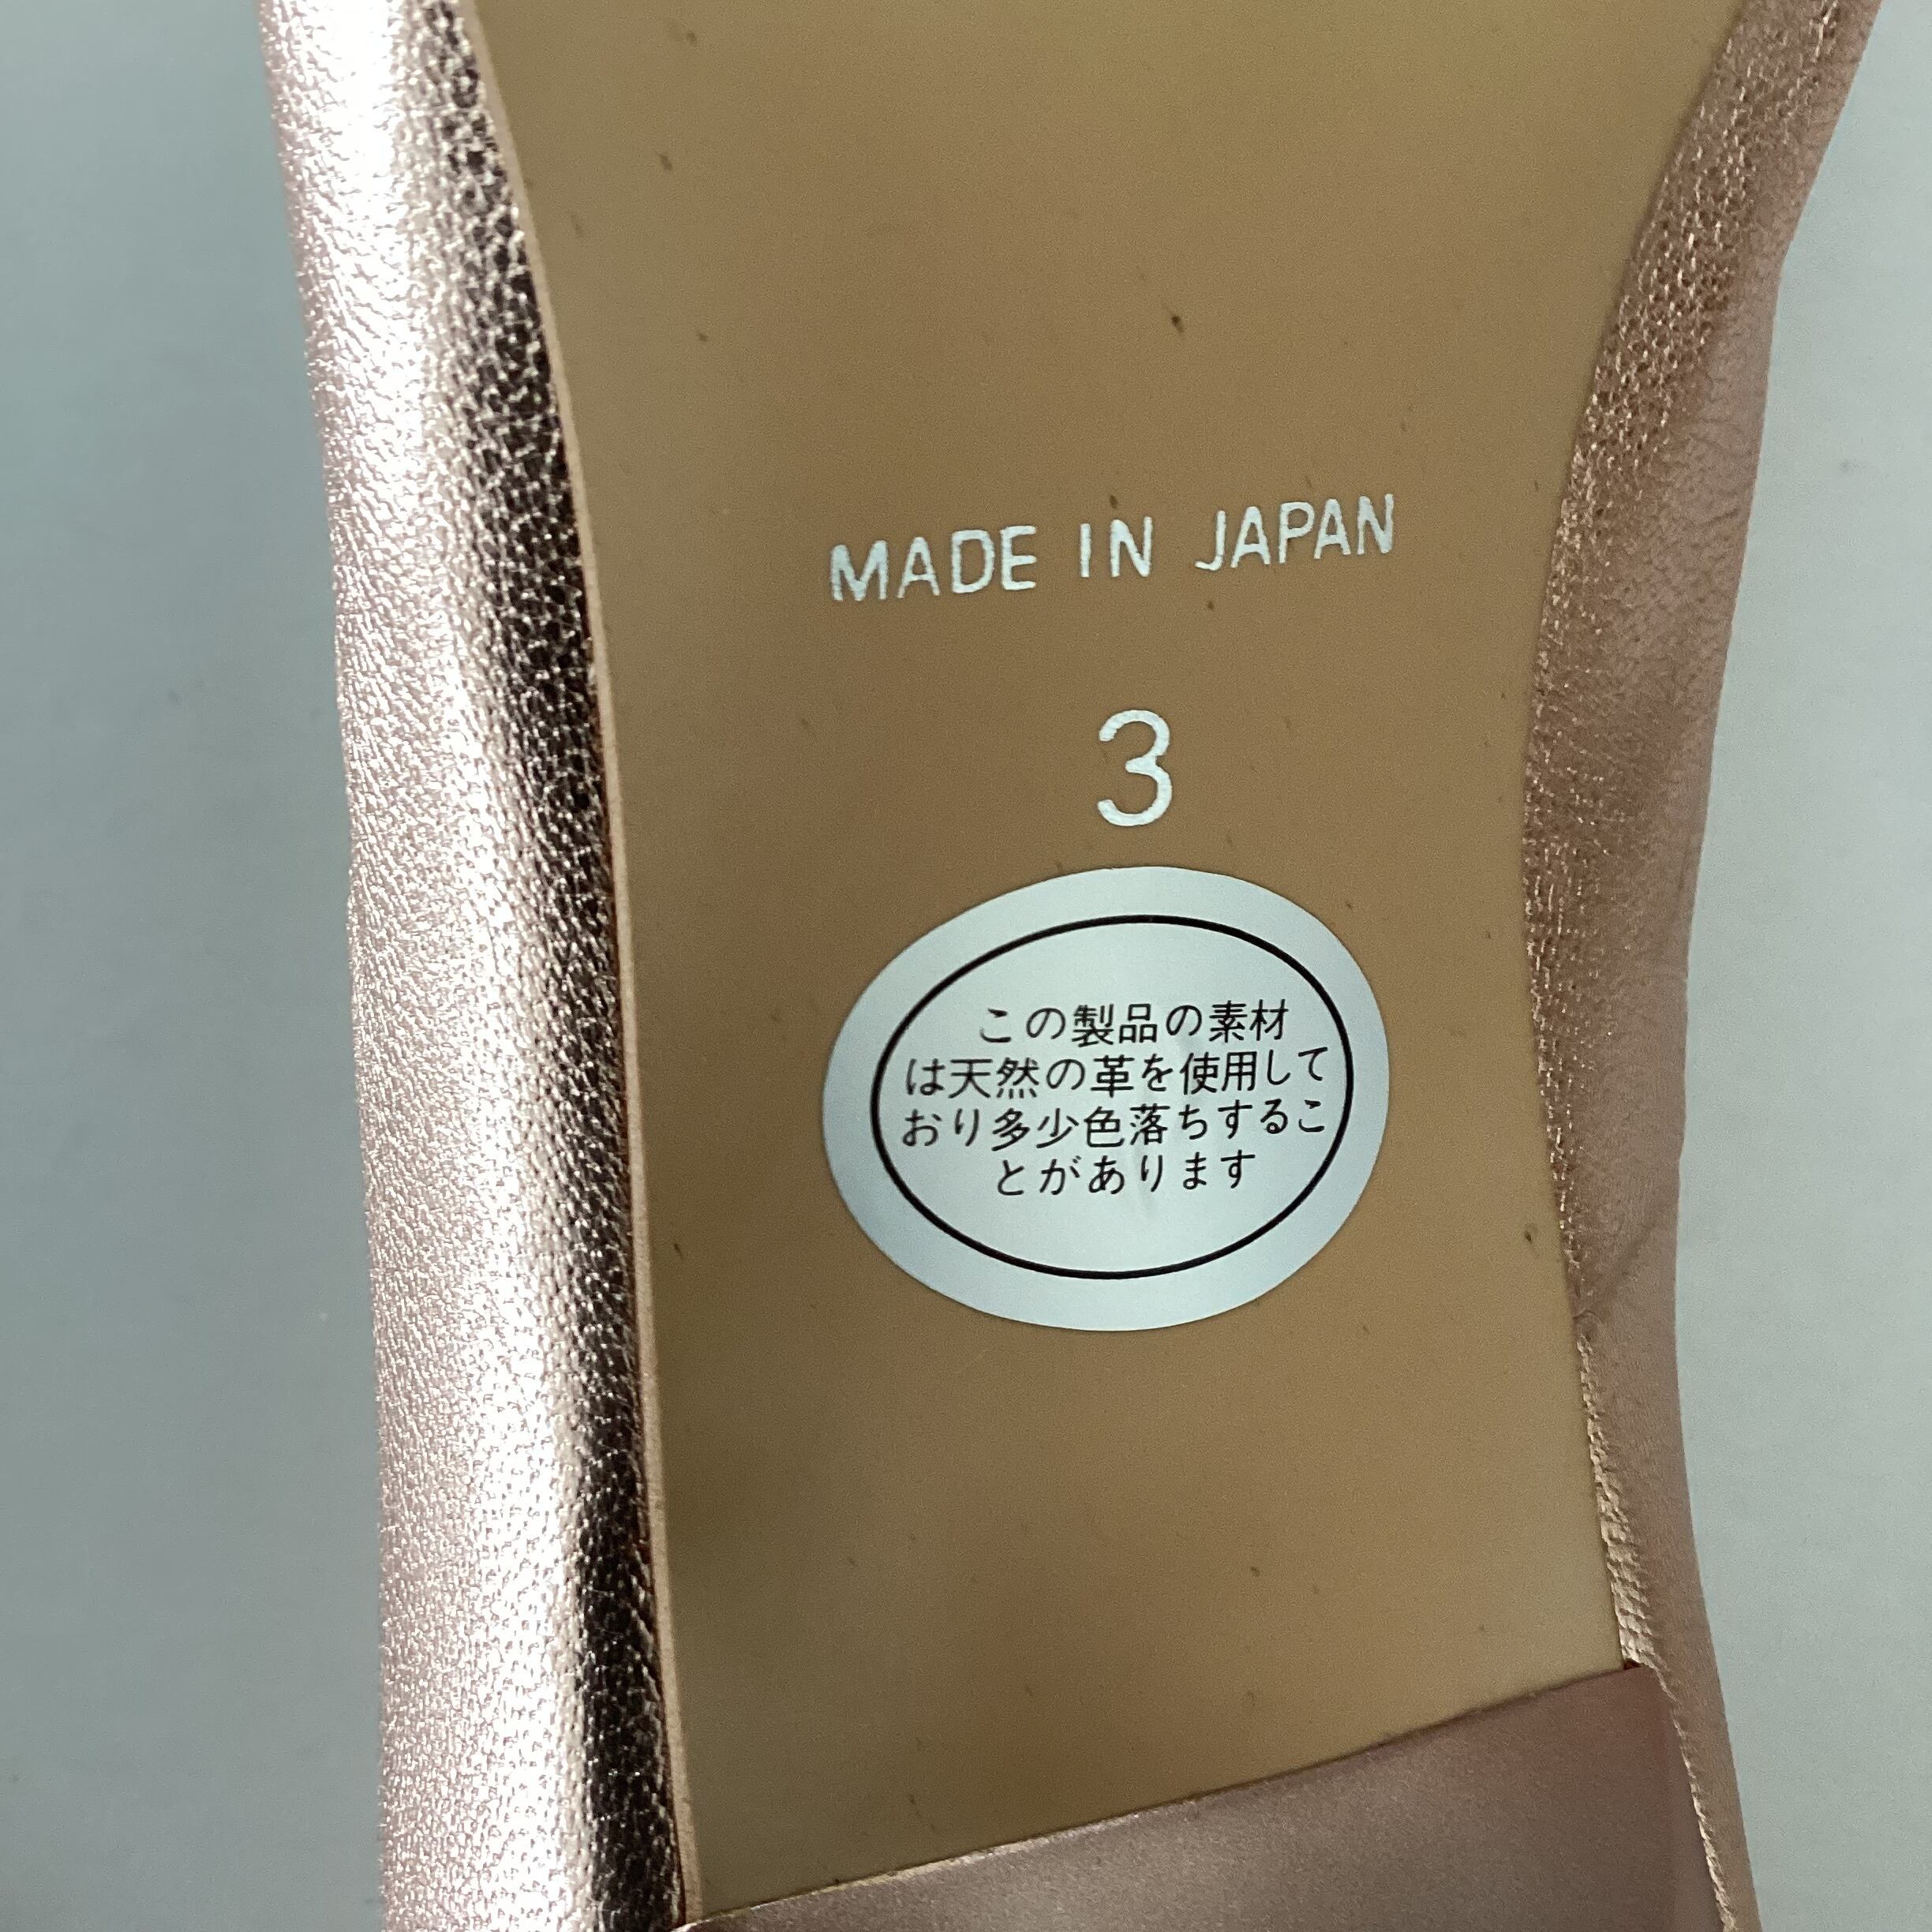 MADE IN JAPAN
3
この製品の素材
は天然の革を使用して
おり多少色落ちするこ
とがあります